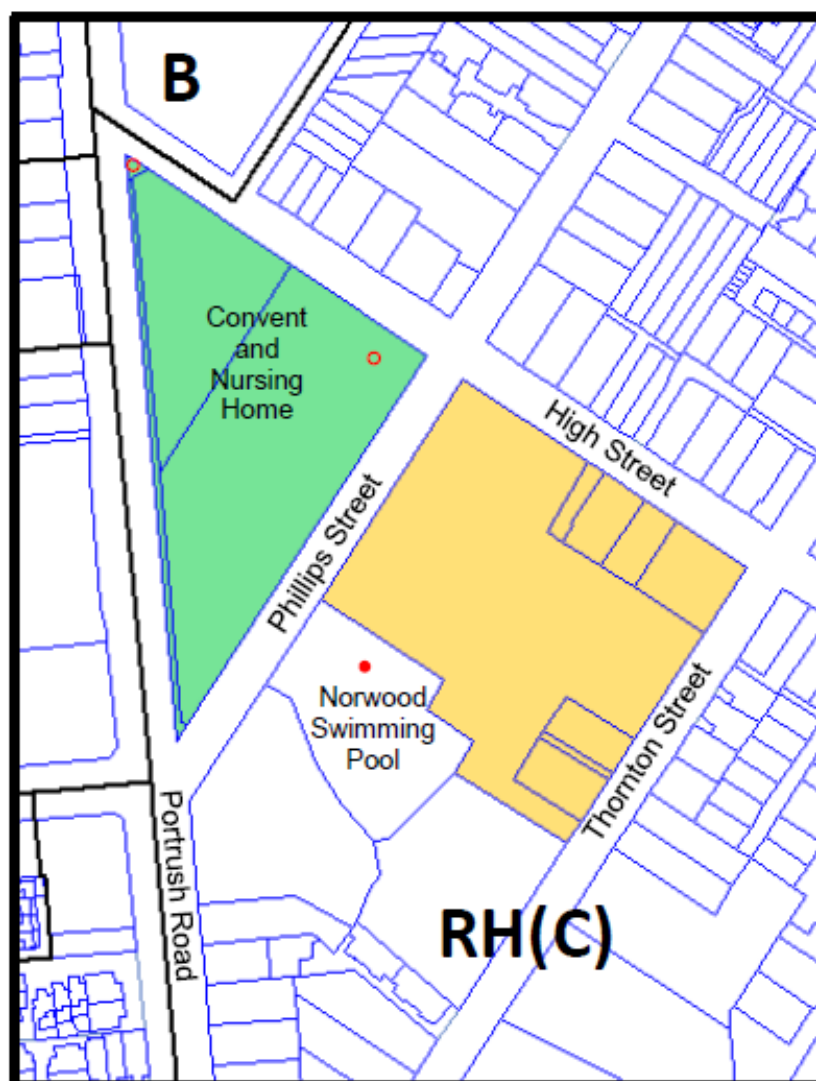 B
Convent
and
Nursing
Home
High Street
Phillips Street
Norwood
Swimming
Pool
Thornton Street
Portrush Road
RH(C)